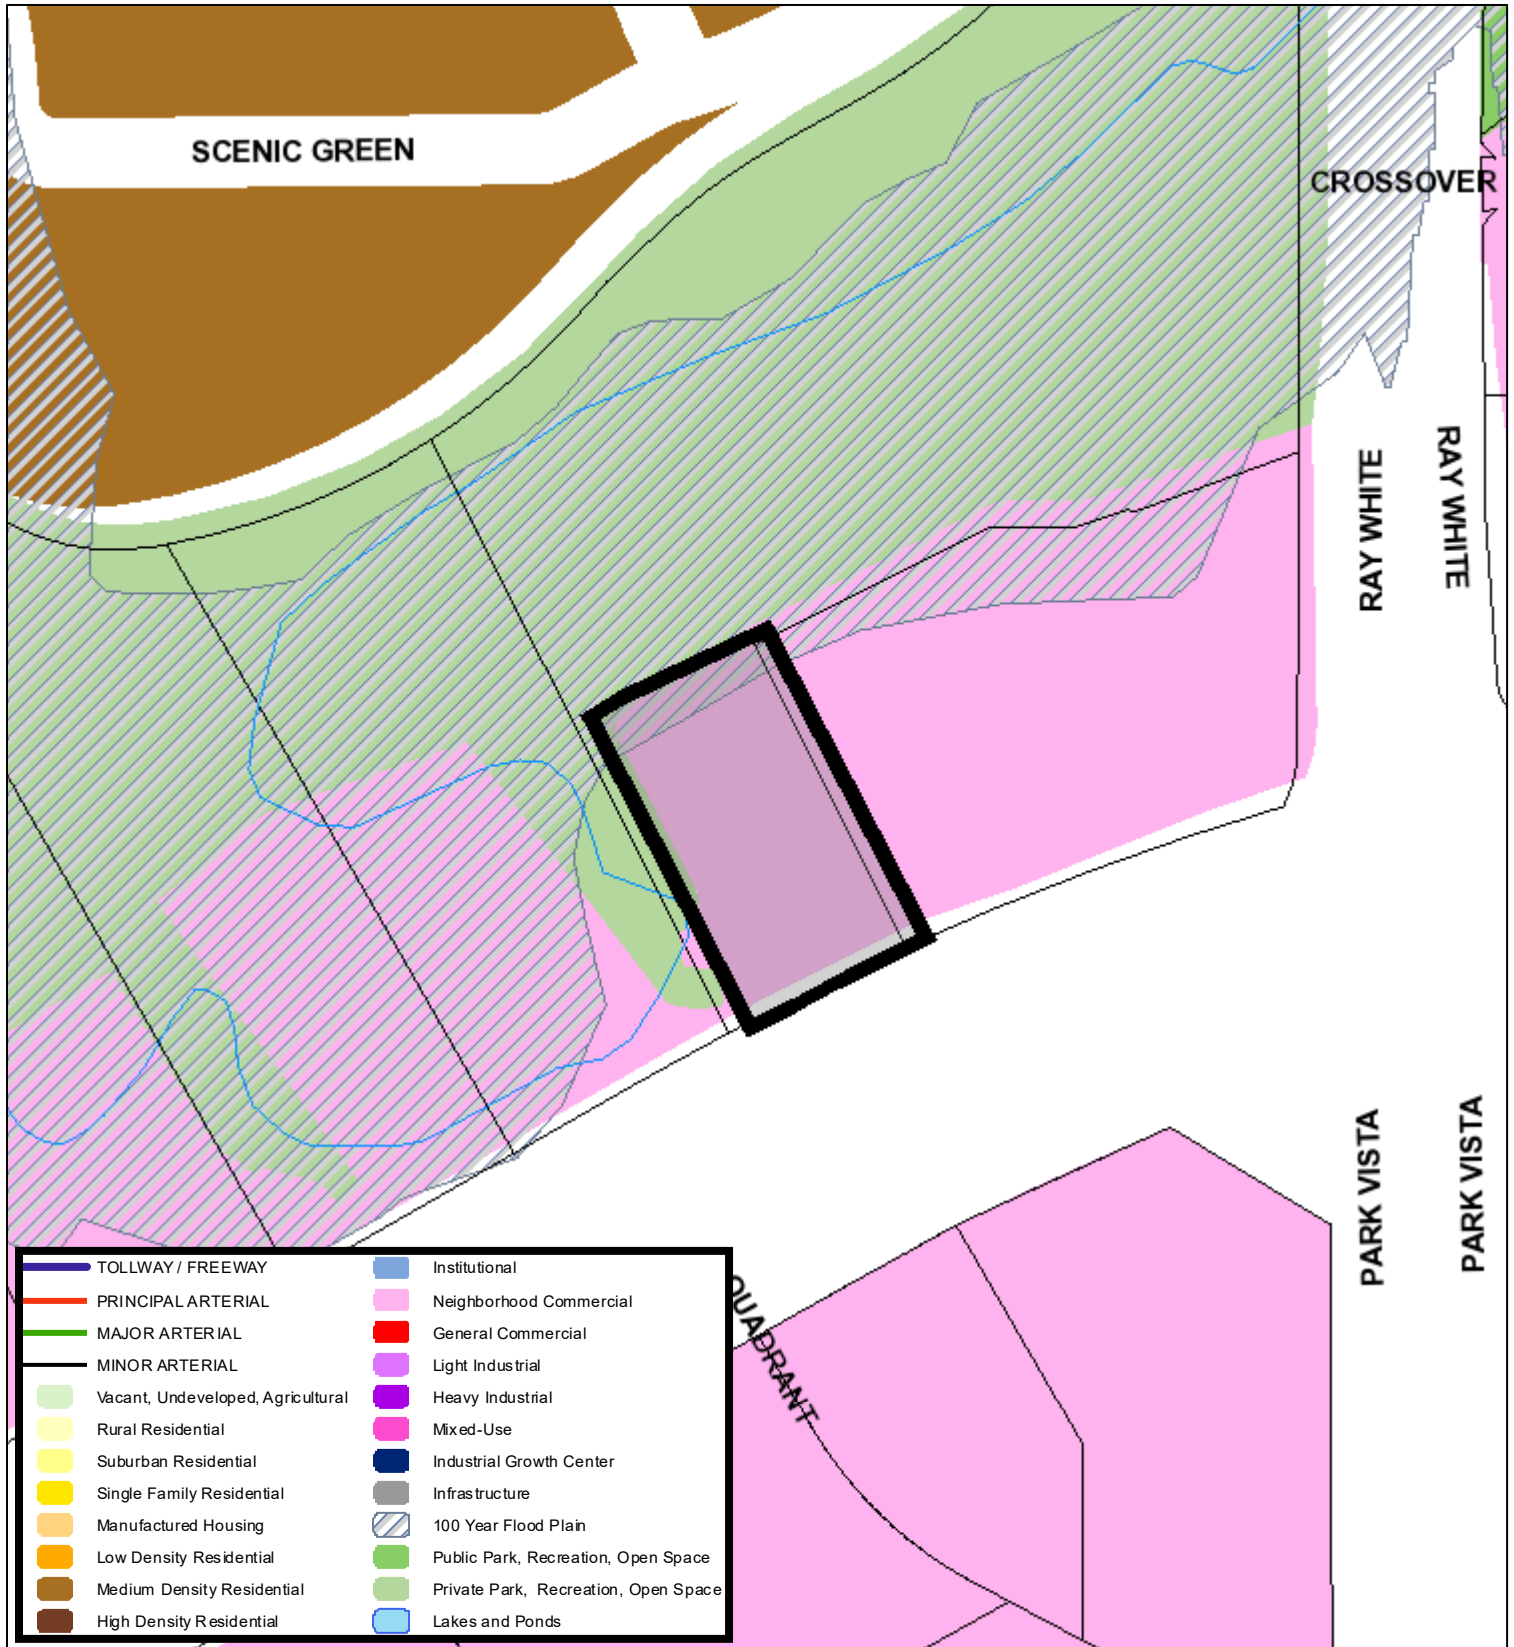 SCENIC GREEN
CROSSOVER
RAY WHITE
RAY WHITE
PARK VISTA
PARK VISTA
QUADRANT
TOLLWAY / FREEWAY
PRINCIPAL ARTERIAL
MAJOR ARTERIAL
MINOR ARTERIAL
Vacant, Undeveloped, Agricultural
Rural Residential
Suburban Residential
Single Family Residential
Manufactured Housing
Low Density Residential
Medium Density Residential
High Density Residential
Institutional
Neighborhood Commercial
General Commercial
Light Industrial
Heavy Industrial
Mixed-Use
Industrial Growth Center
Infrastructure
100 Year Flood Plain
Public Park, Recreation, Open Space
Private Park, Recreation, Open Space
Lakes and Ponds